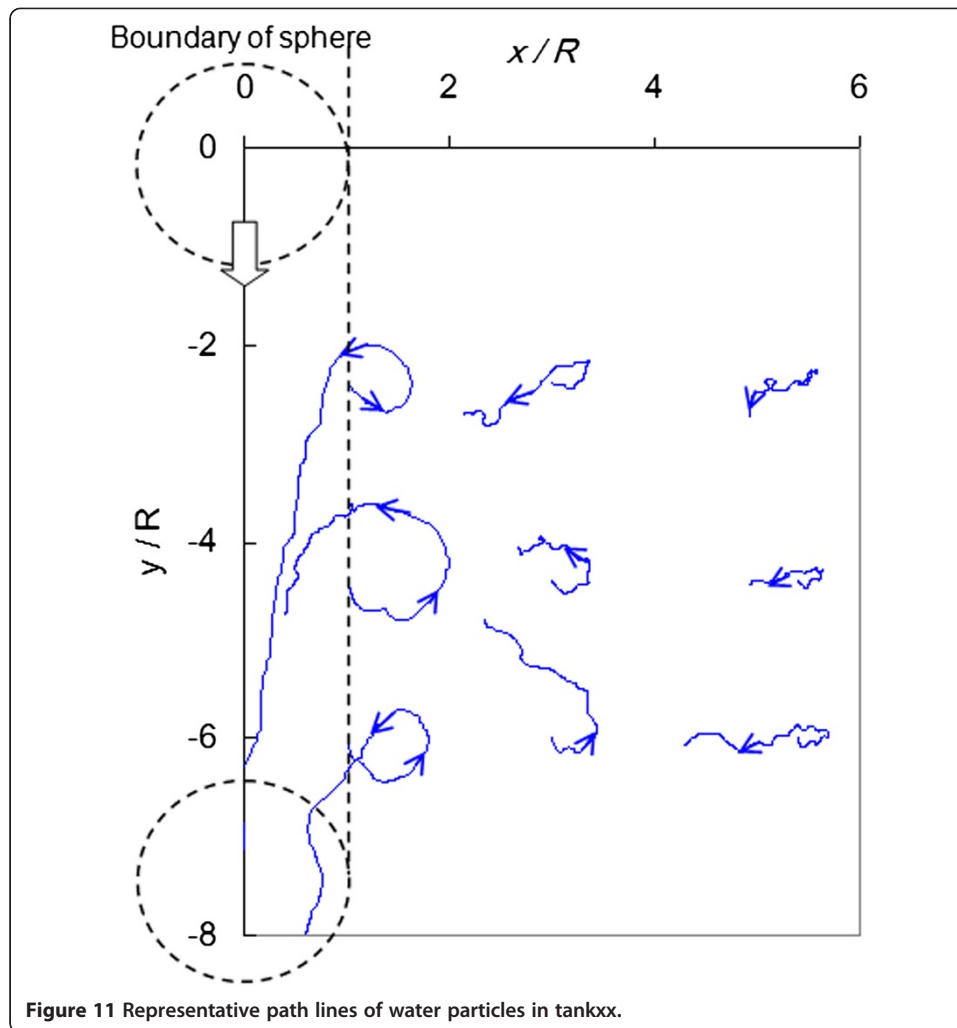 Boundary of sphere
x / R
0 2 4 6
0
-2
-4
y / R
-6
-8
Figure 11 Representative path lines of water particles in tankxx.